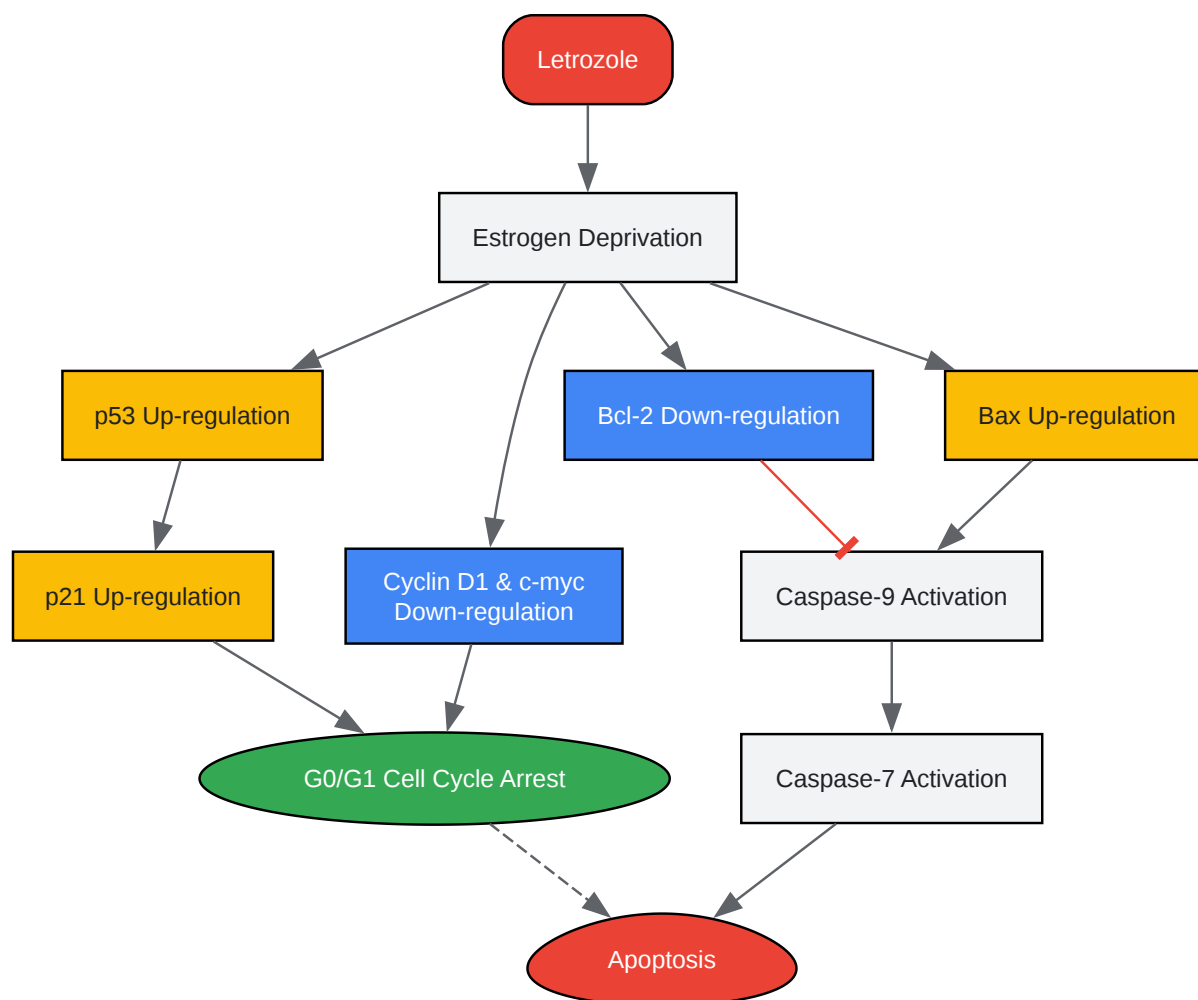 Letrozole
Estrogen Deprivation
p53 Up-regulation
Bcl-2 Down-regulation
Bax Up-regulation
p21 Up-regulation
Cyclin D1 & c-myc
Down-regulation
Caspase-9 Activation
G0/G1 Cell Cycle Arrest
Caspase-7 Activation
Apoptosis